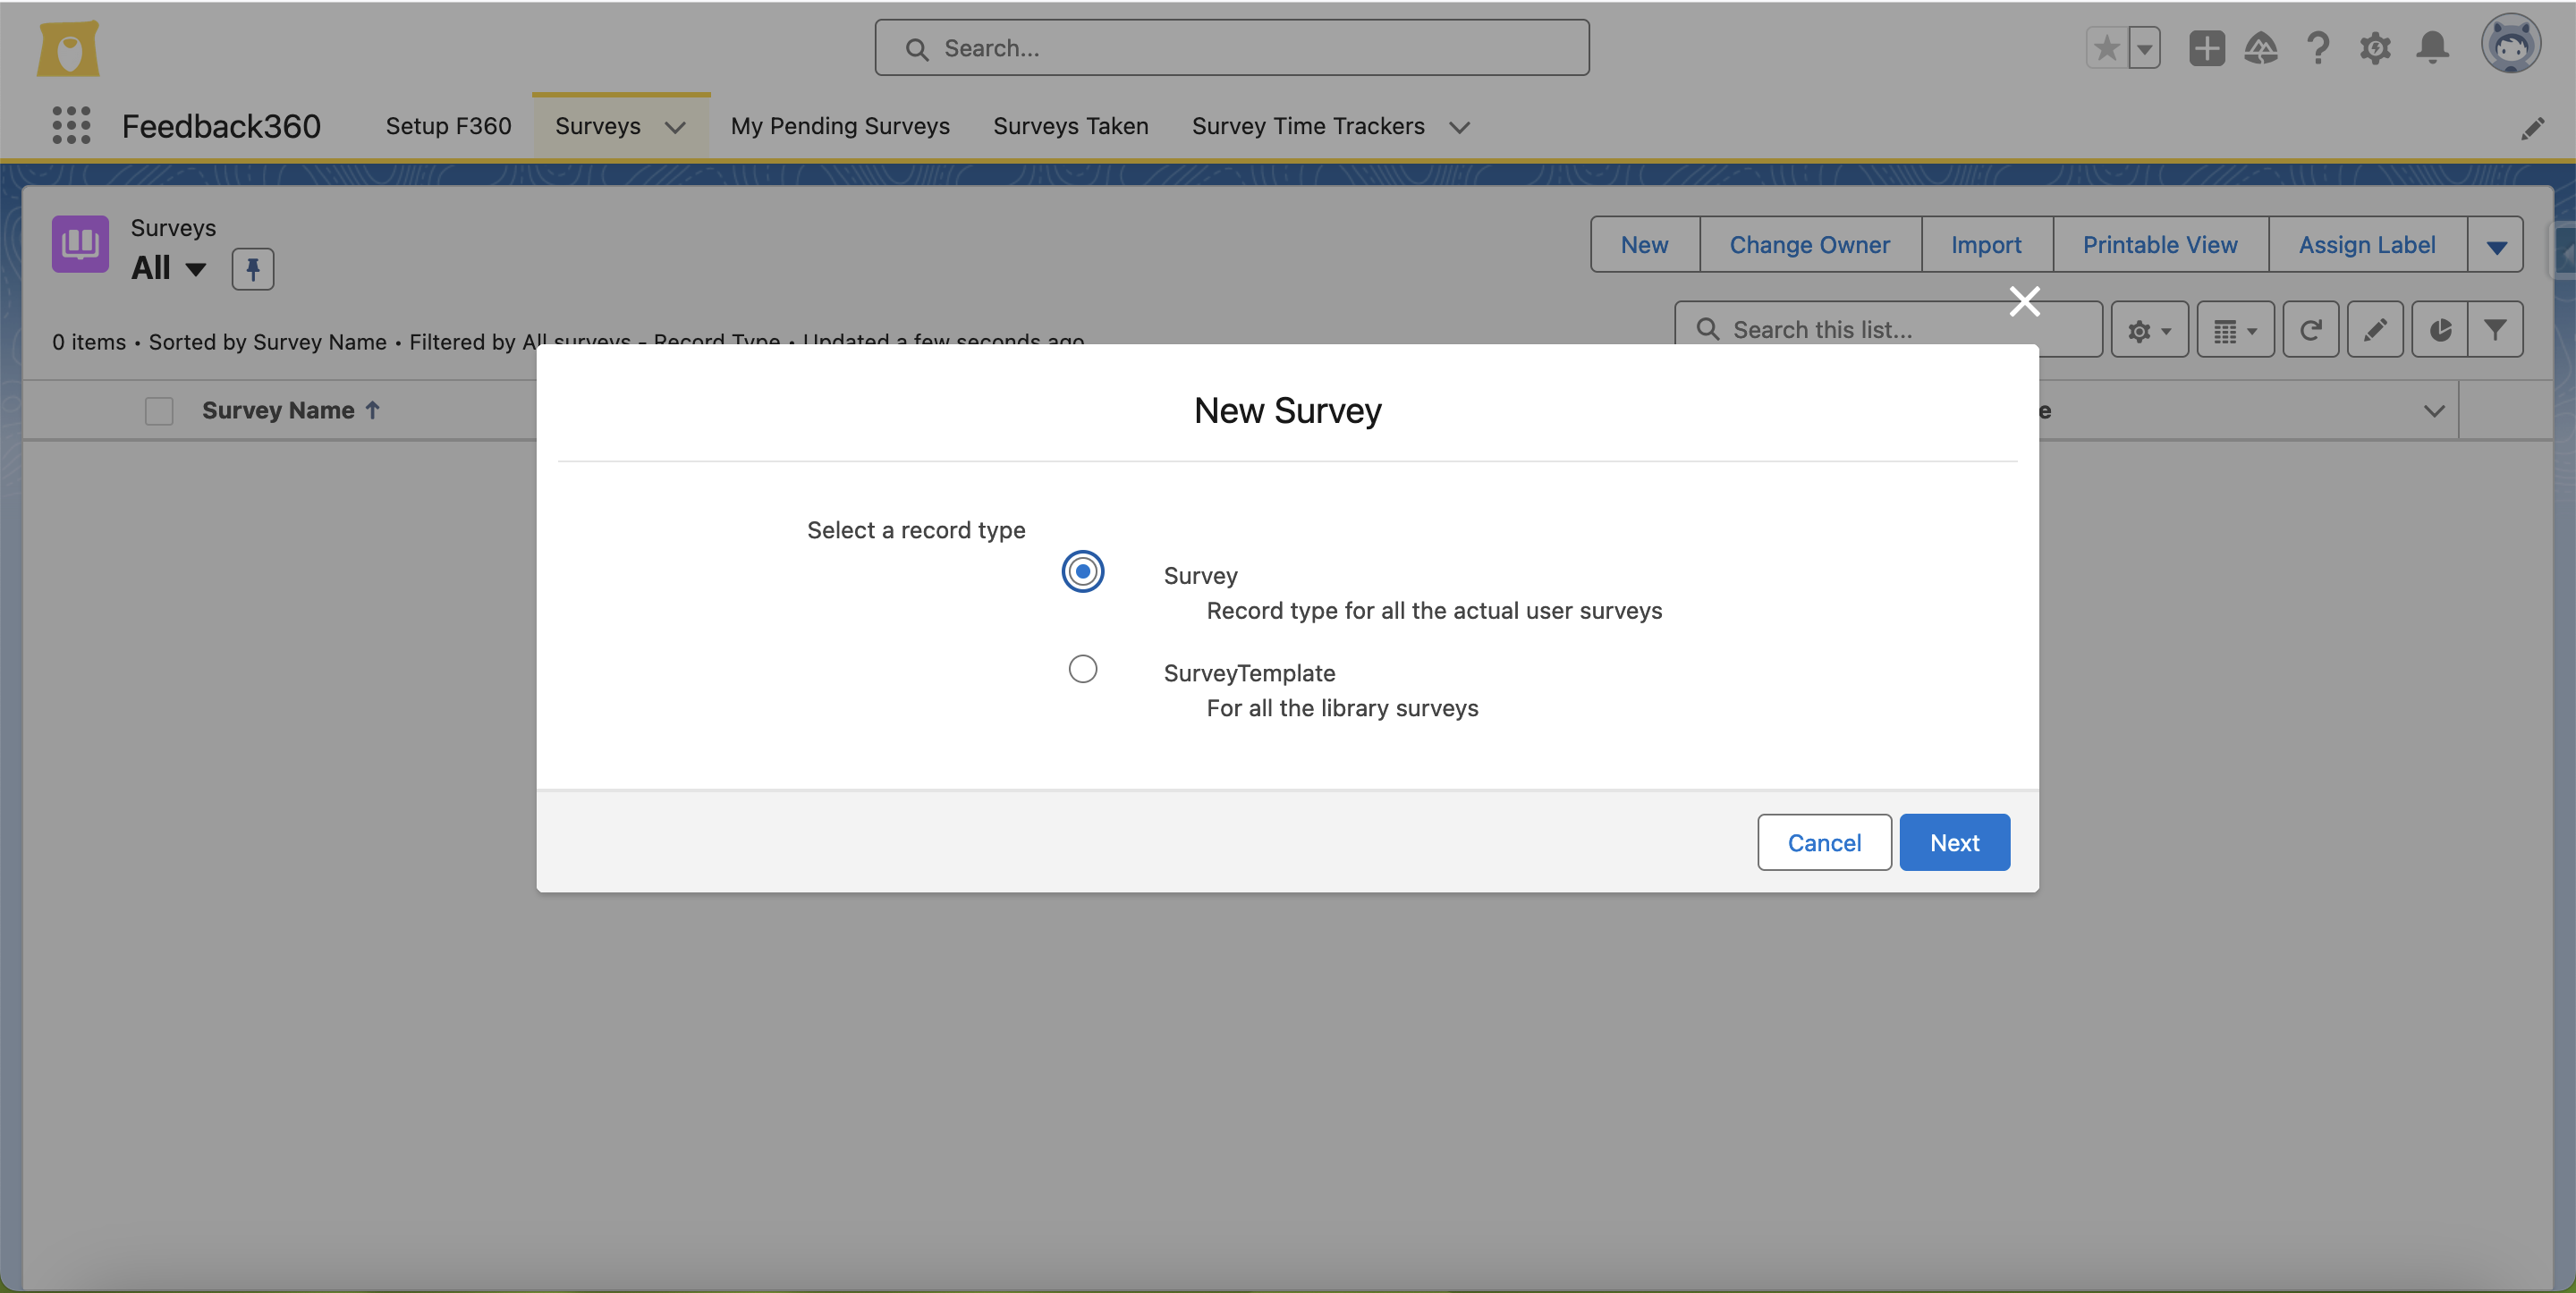 Search...
Feedback360
Setup F360
Surveys
My Pending Surveys
Surveys Taken
Survey Time Trackers
Surveys
All
New
Change Owner
Import
Printable View
Assign Label
0 items • Sorted by Survey Name • Filtered by All surveys - Record Type • Updated a few seconds ago
Search this list...
Survey Name
e
New Survey
Select a record type
Survey
Record type for all the actual user surveys
SurveyTemplate
For all the library surveys
Cancel
Next